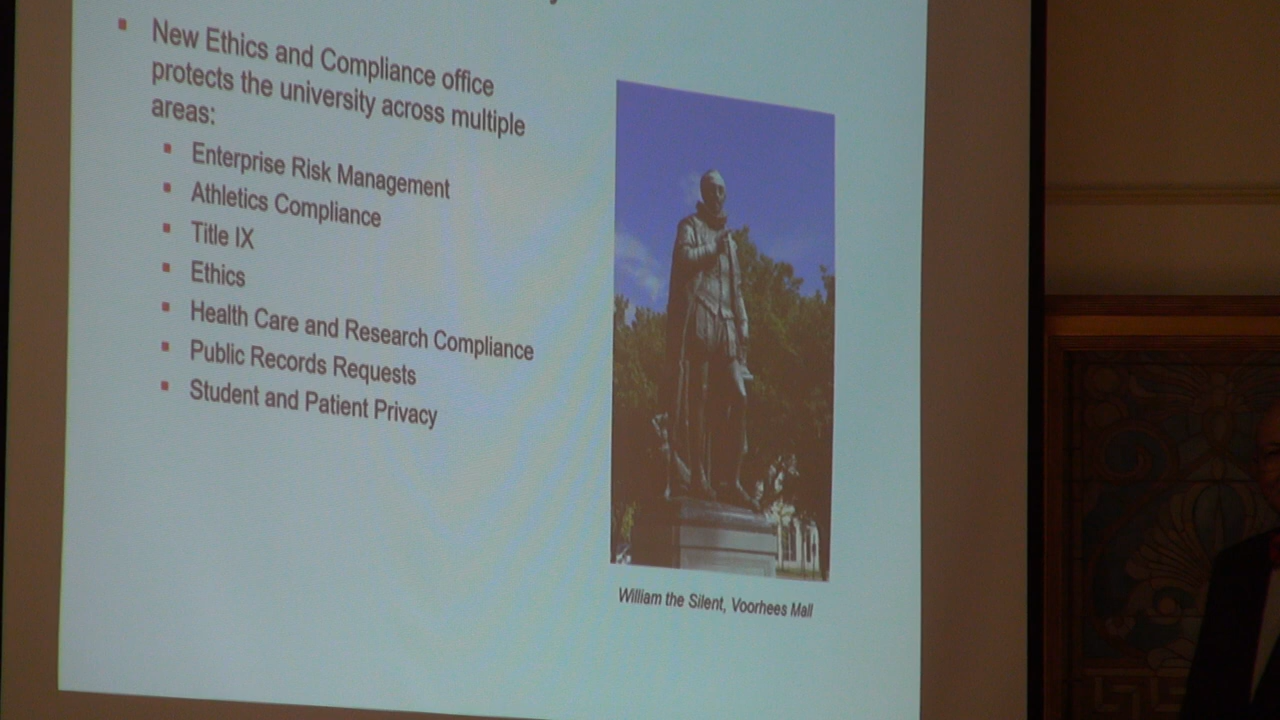 New Ethics and Compliance office
protects the university across multiple
areas:
Enterprise Risk Management
Athletics Compliance
Title IX
Ethics
Health Care and Research Compliance
Public Records Requests
Student and Patient Privacy
William the Silent, Voorhees Mall